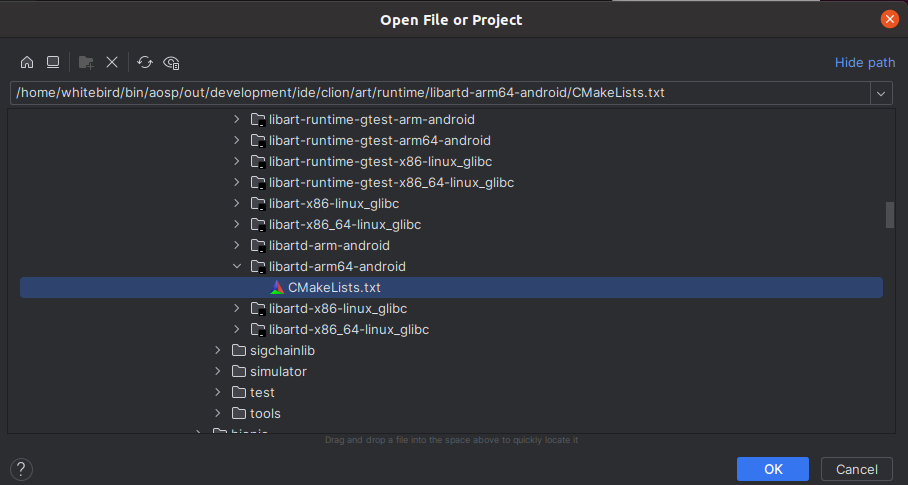 Open File or Project
Hide path
/home/whitebird/bin/aosp/out/development/ide/clion/art/runtime/libartd-arm64-android/CMakeLists.txt
libart-runtime-gtest-arm-android
libart-runtime-gtest-arm64-android
libart-runtime-gtest-x86-linux_glibc
libart-runtime-gtest-x86_64-linux_glibc
libart-x86-linux_glibc
libart-x86_64-linux_glibc
libartd-arm-android
libartd-arm64-android
CMakeLists.txt
libartd-x86-linux_glibc
libartd-x86_64-linux_glibc
sigchainlib
simulator
test
tools
bionic
Drag and drop a file into the space above to quickly locate it
?
OK
Cancel